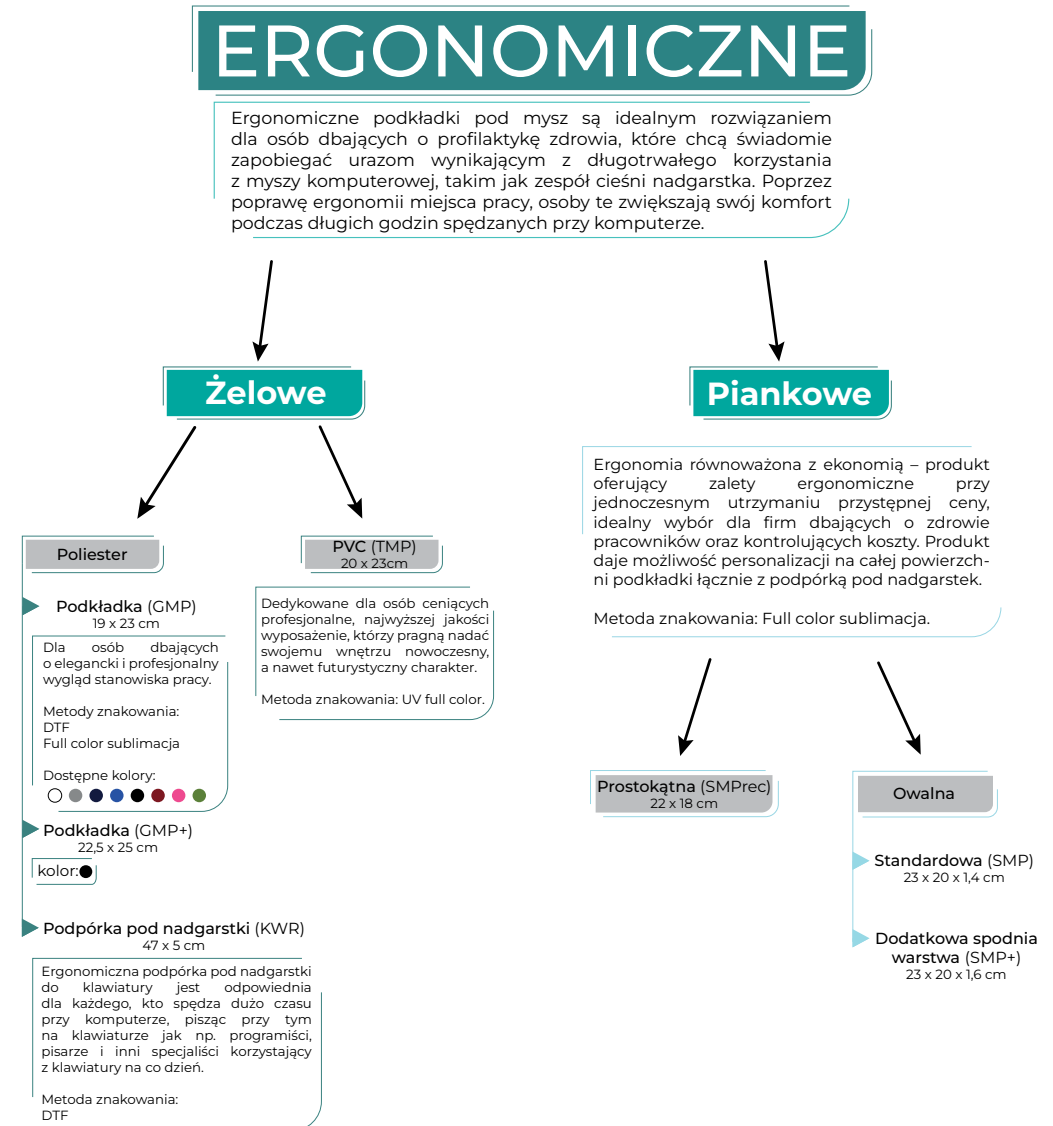 ERGONOMICZNE
Ergonomiczne podkładki pod mysz są idealnym rozwiązaniem
dla osób dbających o profilaktykę zdrowia, które chcą świadomie
zapobiegać urazom wynikającym z długotrwałego korzystania
z myszy komputerowej, takim jak zespół cieśni nadgarstka. Poprzez
poprawę ergonomii miejsca pracy, osoby te zwiększają swój komfort
podczas długich godzin spędzanych przy komputerze.
Żelowe
Poliester
Podkładka (GMP)
19 x 23 cm
Dla osób dbających
o elegancki i profesjonalny
wygląd stanowiska pracy.
Metody znakowania:
DTF
Full color sublimacja
Dostępne kolory:
Podkładka (GMP+)
22,5 x 25 cm
kolor:
Podpórka pod nadgarstki (KWR)
47 x 5 cm
Ergonomiczna podpórka pod nadgarstki
do klawiatury jest odpowiednia
dla każdego, kto spędza dużo czasu
przy komputerze, pisząc przy tym
na klawiaturze jak np. programiści,
pisarze i inni specjaliści korzystający
z klawiatury na co dzień.
Metoda znakowania:
DTF
PVC (TMP)
20 x 23cm
Dedykowane dla osób ceniących
profesjonalne, najwyższej jakości
wyposażenie, którzy pragną nadać
swojemu wnętrzu nowoczesny,
a nawet futurystyczny charakter.
Metoda znakowania: UV full color.
Piankowe
Ergonomia równoważona z ekonomią – produkt
oferujący zalety ergonomiczne przy
jednoczesnym utrzymaniu przystępnej ceny,
idealny wybór dla firm dbających o zdrowie
pracowników oraz kontrolujących koszty. Produkt
daje możliwość personalizacji na całej powierzch-
ni podkładki łącznie z podpórką pod nadgarstek.
Metoda znakowania: Full color sublimacja.
Prostokątna (SMPrec)
22 x 18 cm
Owalna
Standardowa (SMP)
23 x 20 x 1,4 cm
Dodatkowa spodnia
warstwa (SMP+)
23 x 20 x 1,6 cm